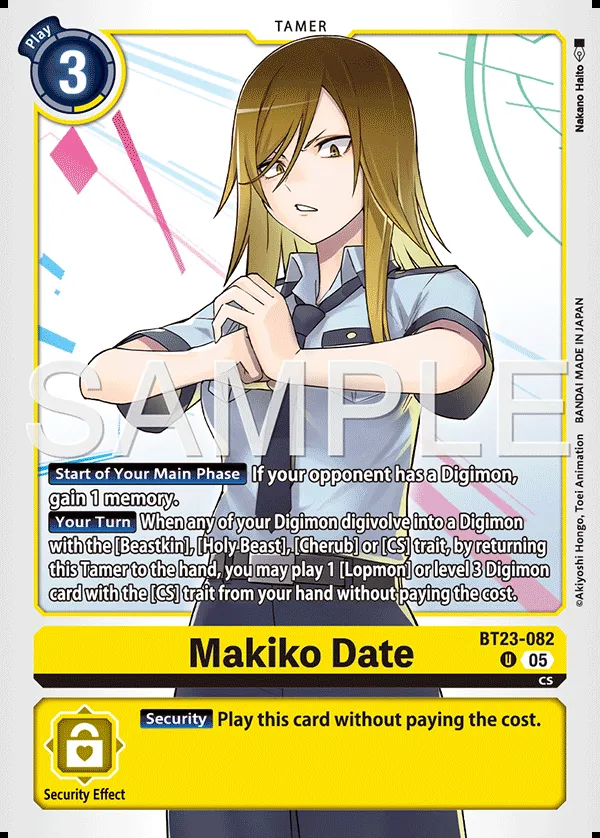 TAMER
Play
3
Nakano Haito
SAMPLE
Start of Your Main Phase If your opponent has a Digimon,
gain 1 memory.
Your Turn When any of your Digimon digivolve into a Digimon
with the [Beastkin], [Holy Beast], [Cherub] or [CS] trait, by returning
this Tamer to the hand, you may play 1 [Lopmon] or level 3 Digimon
card with the [CS] trait from your hand without paying the cost.
©Akiyoshi Hongo, Toei Animation BANDAI MADE IN JAPAN
Makiko Date
BT23-082
U 05
CS
Security Play this card without paying the cost.
Security Effect